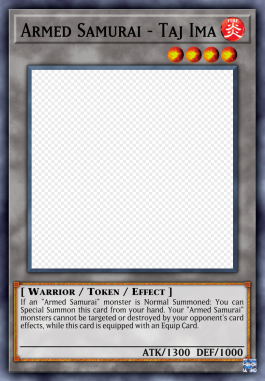 Armed Samurai - Taj Ima
FIRE
炎
[ Warrior / Token / Effect ]
If an "Armed Samurai" monster is Normal Summoned: You can
Special Summon this card from your hand. Your "Armed Samurai"
monsters cannot be targeted or destroyed by your opponent's card
effects, while this card is equipped with an Equip Card.
ATK/1300 DEF/1000